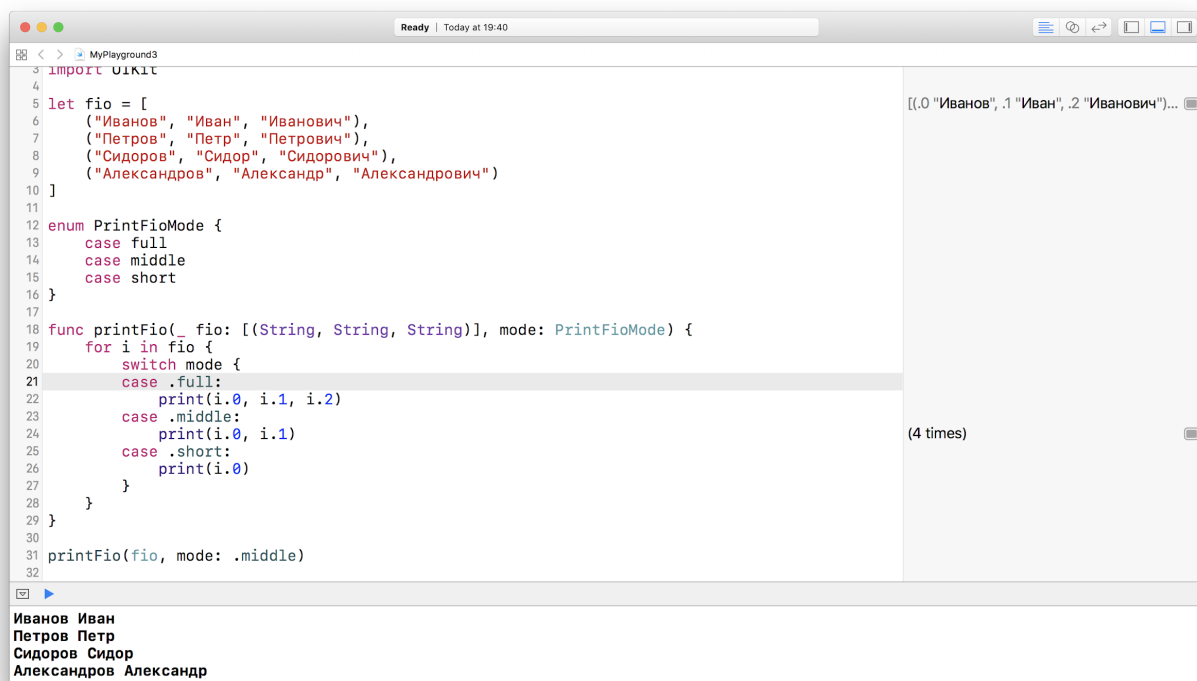 Ready | Today at 19:40
MyPlayground3
3 import UIKit
4
5 let fio = [
[(.0 "Иванов", .1 "Иван", .2 "Иванович")...
6 ("Иванов", "Иван", "Иванович"),
7 ("Петров", "Петр", "Петрович"),
8 ("Сидоров", "Сидор", "Сидорович"),
9 ("Александров", "Александр", "Александрович")
10 ]
11
12 enum PrintFioMode {
13 case full
14 case middle
15 case short
16 }
17
18 func printFio(_ fio: [(String, String, String)], mode: PrintFioMode) {
19 for i in fio {
20 switch mode {
21 case .full:
22 print(i.0, i.1, i.2)
23 case .middle:
24 print(i.0, i.1)
(4 times)
25 case .short:
26 print(i.0)
27 }
28 }
29 }
30
31 printFio(fio, mode: .middle)
32
Иванов Иван
Петров Петр
Сидоров Сидор
Александров Александр